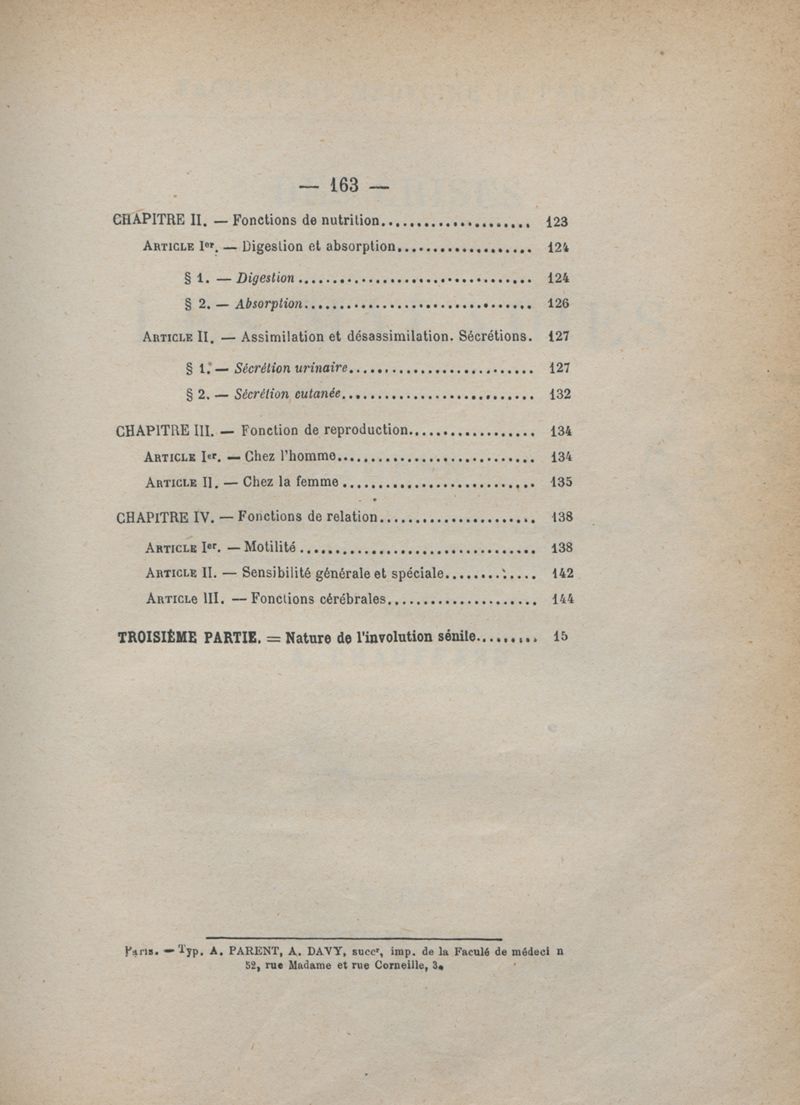 — 163 —
CHAPITRE II. — Fonctions de nutrition..................... 123
ARTICLE Ier. — Digestion et absorption................... 124
§ 1. — Digestion................................. 124
§ 2. — Absorption................................ 126
ARTICLE II. — Assimilation et désassimilation. Sécrétions. 127
§ 1. — Sécrétion urinaire.......................... 127
§ 2. — Sécrétion cutanée........................... 132
CHAPITRE III. — Fonction de reproduction.................. 134
ARTICLE Ier. — Chez l'homme............................ 134
ARTICLE II. — Chez la femme........................... 135
CHAPITRE IV. — Fonctions de relation...................... 138
ARTICLE Ier. — Motilité................................. 138
ARTICLE II. — Sensibilité générale et spéciale............. 142
ARTICLE III. — Fonctions cérébrales..................... 144
TROISIÈME PARTIE. = Nature de l'involution sénile......... 15
Paris. — Typ. A. PARENT, A. DAVY, succr, imp. de la Faculé de médeci n
52, rue Madame et rue Corneille, 3.